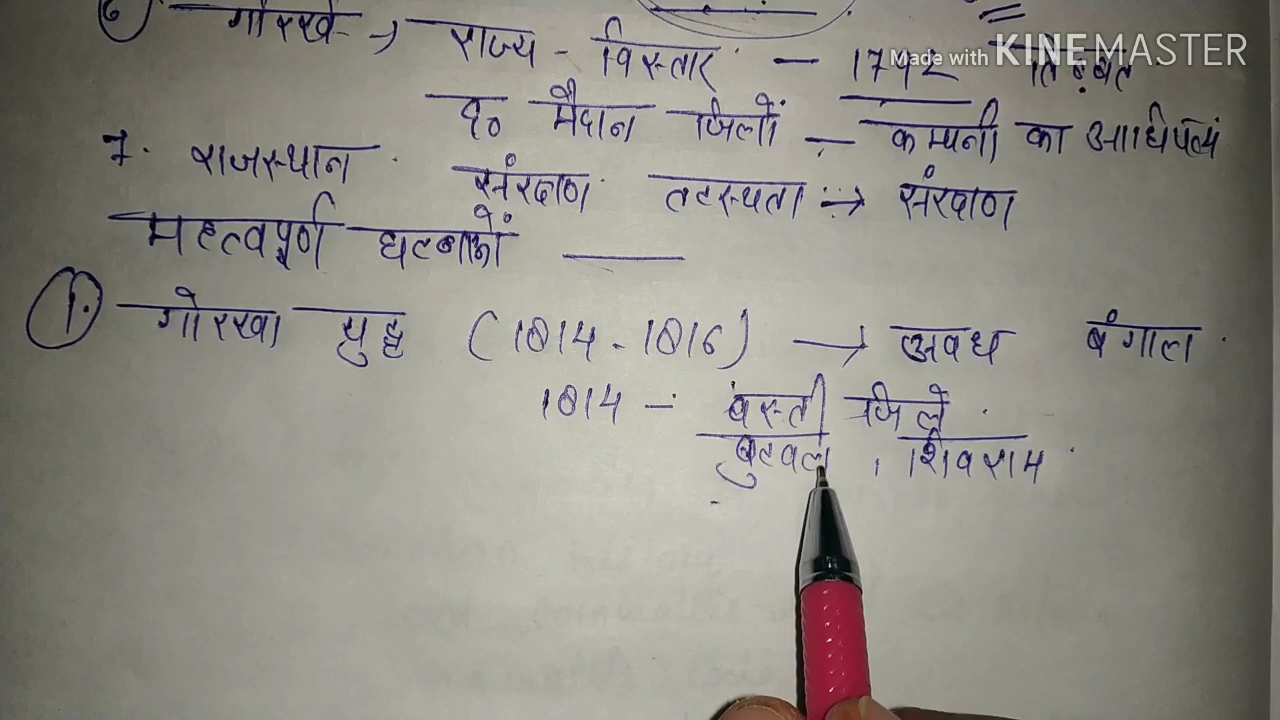 6. गोरखे → राज्य - विस्तार - 1792 तिब्बत
Made with KINEMASTER
द० मैदान जिलों - कम्पनी का आधिपत्य
7. राजस्थान संरक्षण तटस्थता → संरक्षण
महत्वपूर्ण घटनाओं —
1. गोरखा युद्ध (1814 - 1816) → अवध बंगाल
1814 - बस्ती जिले
बुटवल, शिवराम